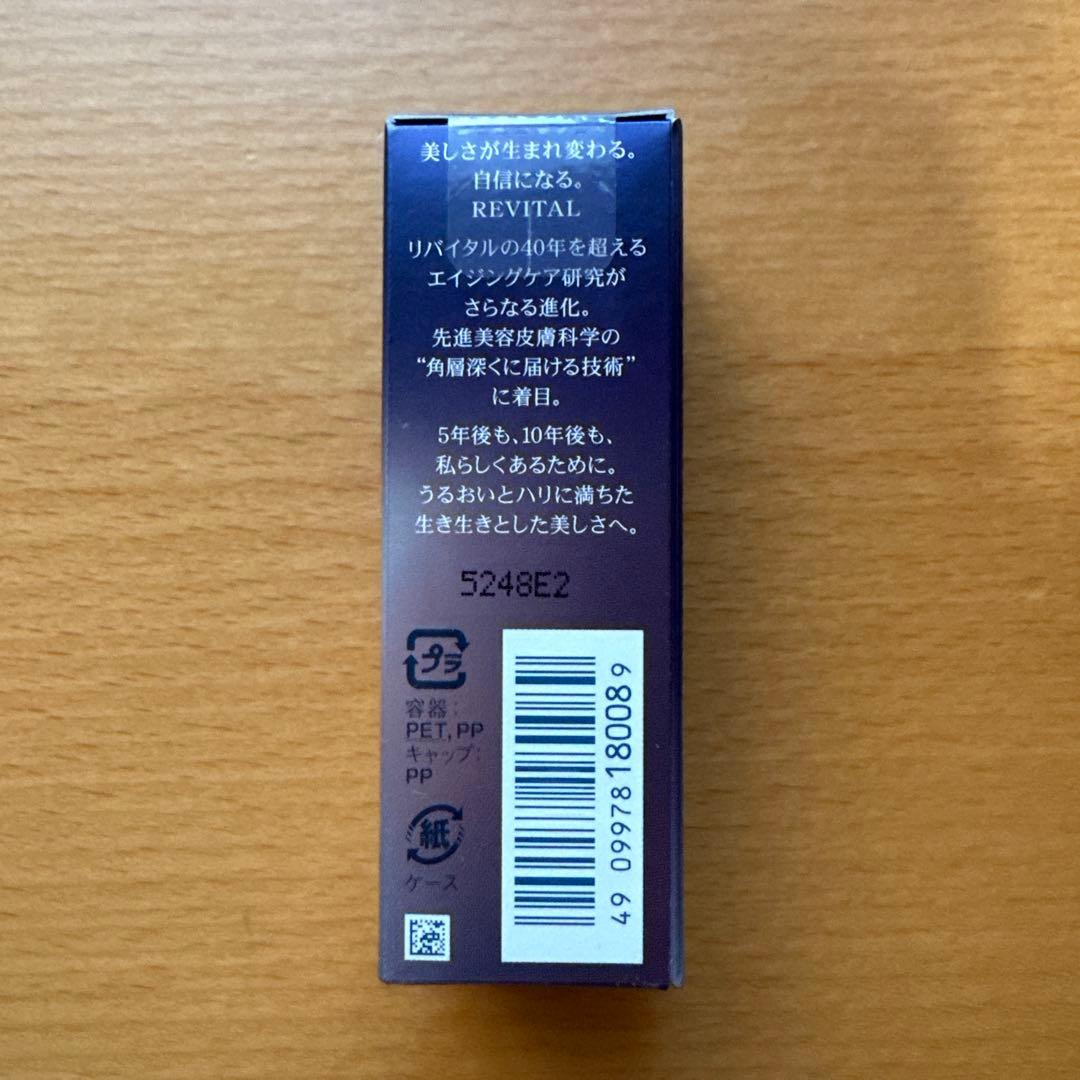 美しさが生まれ変わる。
自信になる。
REVITAL
リバイタルの40年を超える
エイジングケア研究が
さらなる進化。
先進美容皮膚科学の
“角層深くに届ける技術”
に着目。
5年後も、10年後も、
私らしくあるために。
うるおいとハリに満ちた
生き生きとした美しさへ。
5248E2
プラ
容器:
PET, PP
キャップ:
PP
紙
ケース
49 09978 18008 9